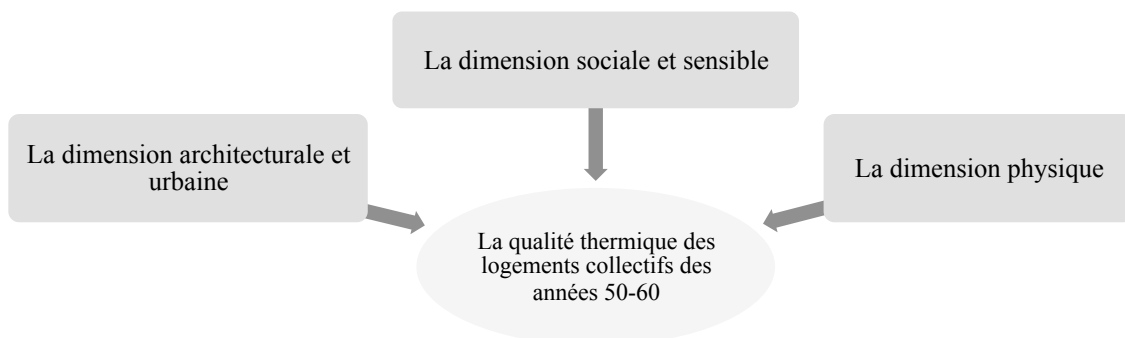 La dimension sociale et sensible
La dimension architecturale et
urbaine
La dimension physique
La qualité thermique des
logements collectifs des
années 50-60